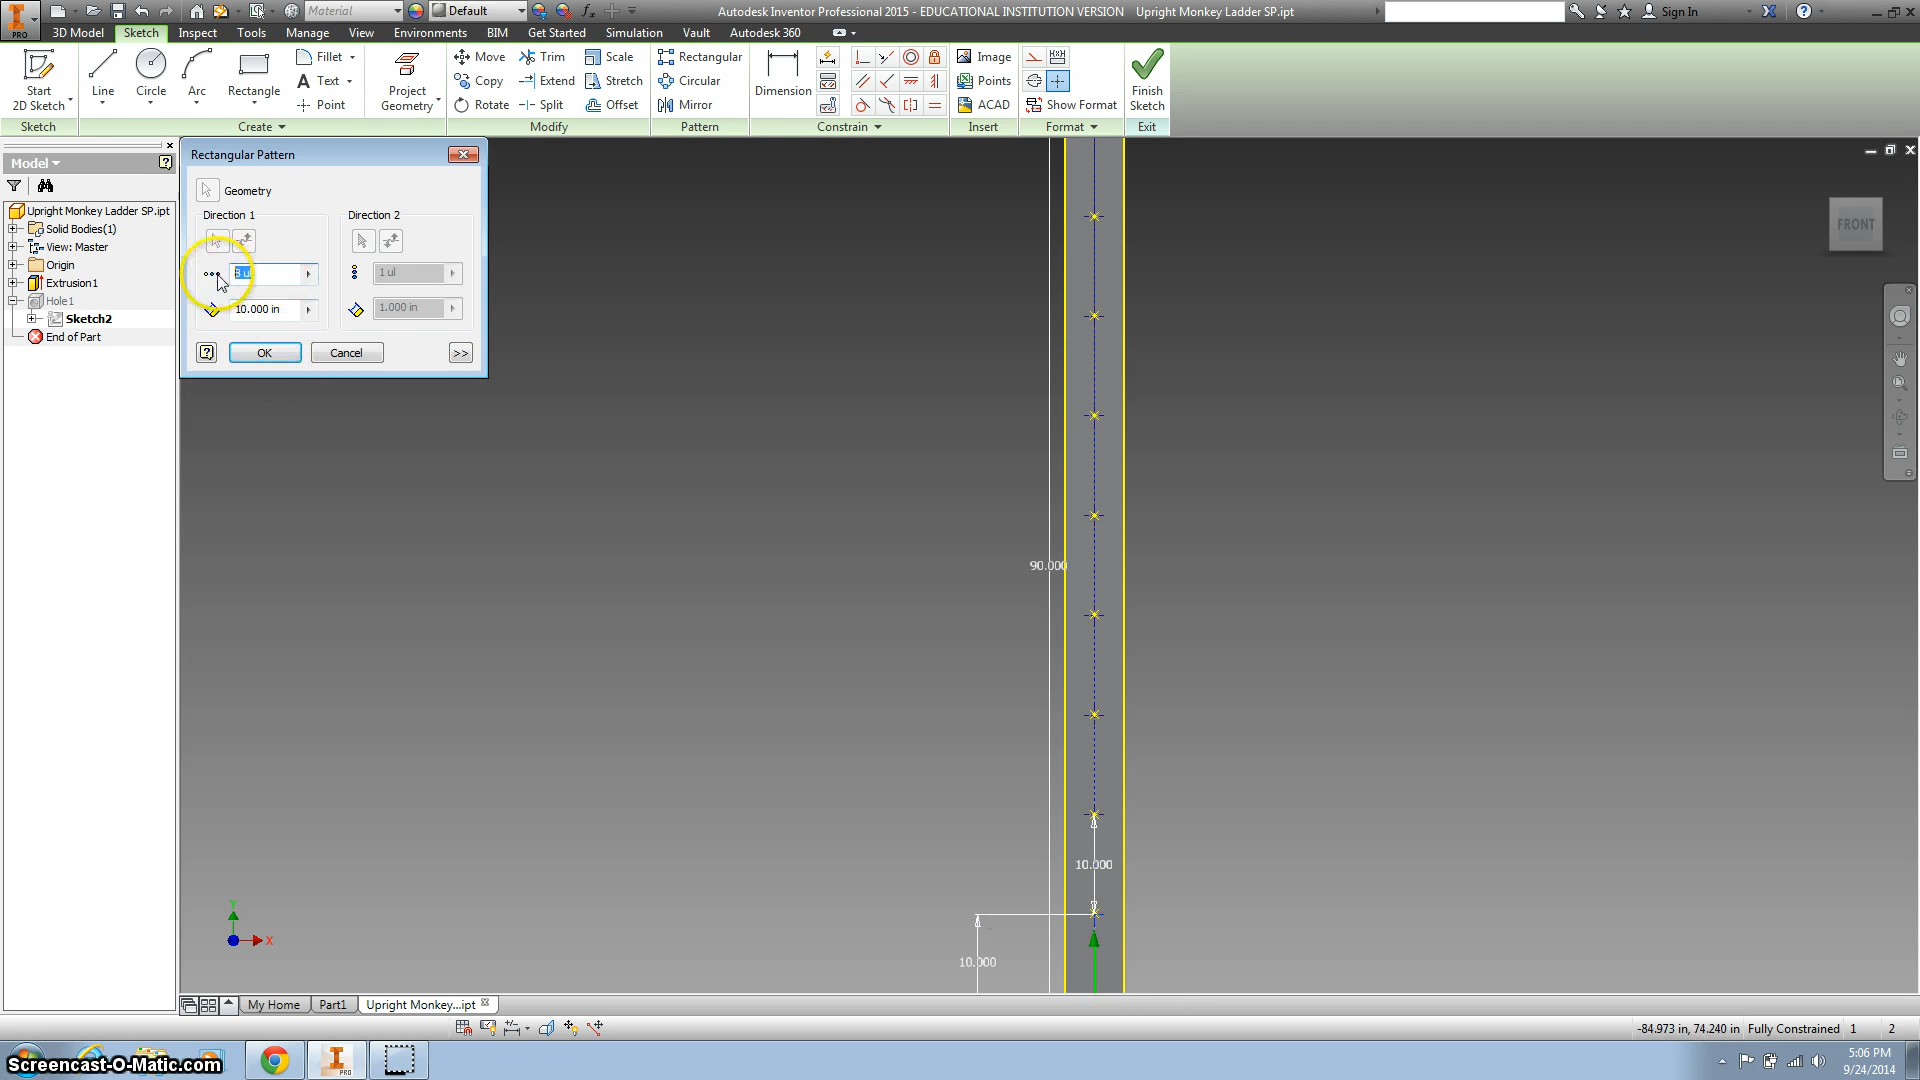 Material
Default
Autodesk Inventor Professional 2015 - EDUCATIONAL INSTITUTION VERSION Upright Monkey Ladder SP.ipt
Sign In
PRO
3D Model
Sketch
Inspect
Tools
Manage
View
Environments
BIM
Get Started
Simulation
Vault
Autodesk 360
Start
2D Sketch
Line
Circle
Arc
Rectangle
Fillet
Text
Point
Project
Geometry
Move
Copy
Rotate
Trim
Extend
Split
Scale
Stretch
Offset
Rectangular
Circular
Mirror
Dimension
Image
Points
ACAD
Show Format
Finish
Sketch
Sketch
Create
Modify
Pattern
Constrain
Insert
Format
Exit
Model
Upright Monkey Ladder SP.ipt
Solid Bodies(1)
View: Master
Origin
Extrusion1
Hole1
Sketch2
End of Part
Rectangular Pattern
Geometry
Direction 1
Direction 2
1 ul
10.000 in
1.000 in
OK
Cancel
>>
FRONT
90.000
10.000
10.000
Y
X
My Home
Part1
Upright Monkey...ipt
-84.973 in, 74.240 in Fully Constrained 1 2
Screencast-O-Matic.com
PRO
5:06 PM
9/24/2014